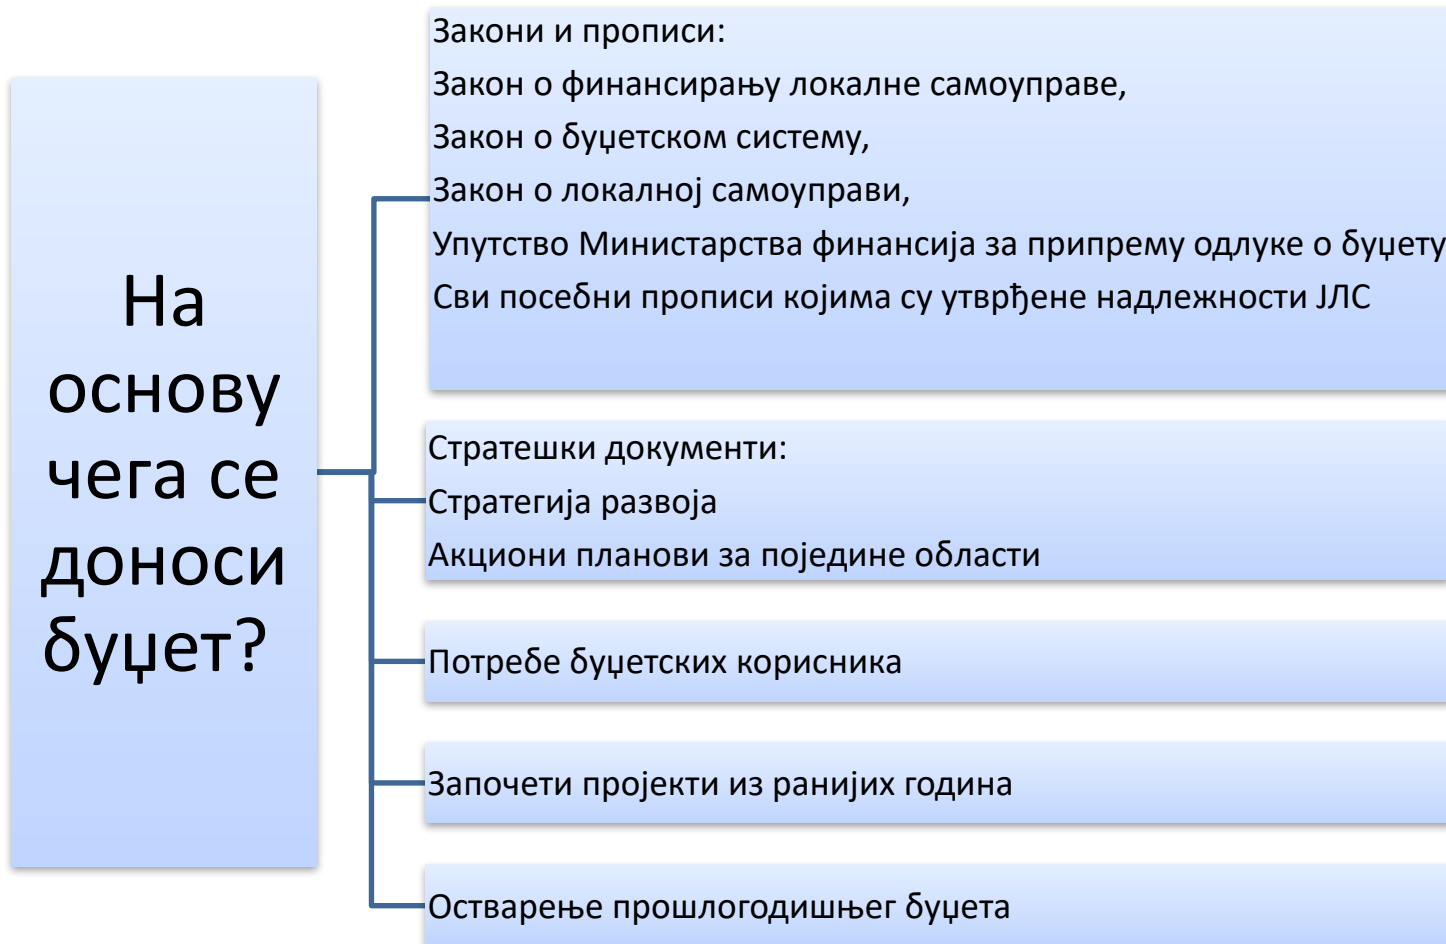 На
основу
чега се
доноси
буџет?
Закони и прописи:
Закон о финансирању локалне самоуправе,
Закон о буџетском систему,
Закон о локалној самоуправи,
Упутство Министарства финансија за припрему одлуке о буџету
Сви посебни прописи којима су утврђене надлежности ЈЛС
Стратешки документи:
Стратегија развоја
Акциони планови за поједине области
Потребе буџетских корисника
Започети пројекти из ранијих година
Остварење прошлогодишњег буџета